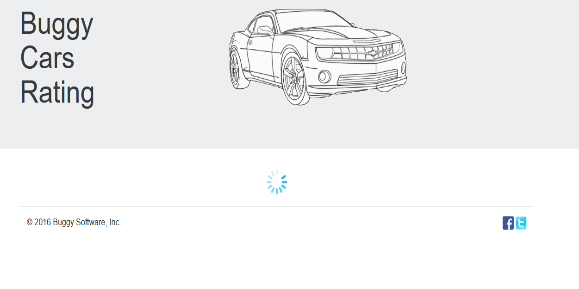 Buggy
Cars
Rating
© 2016 Buggy Software, Inc.